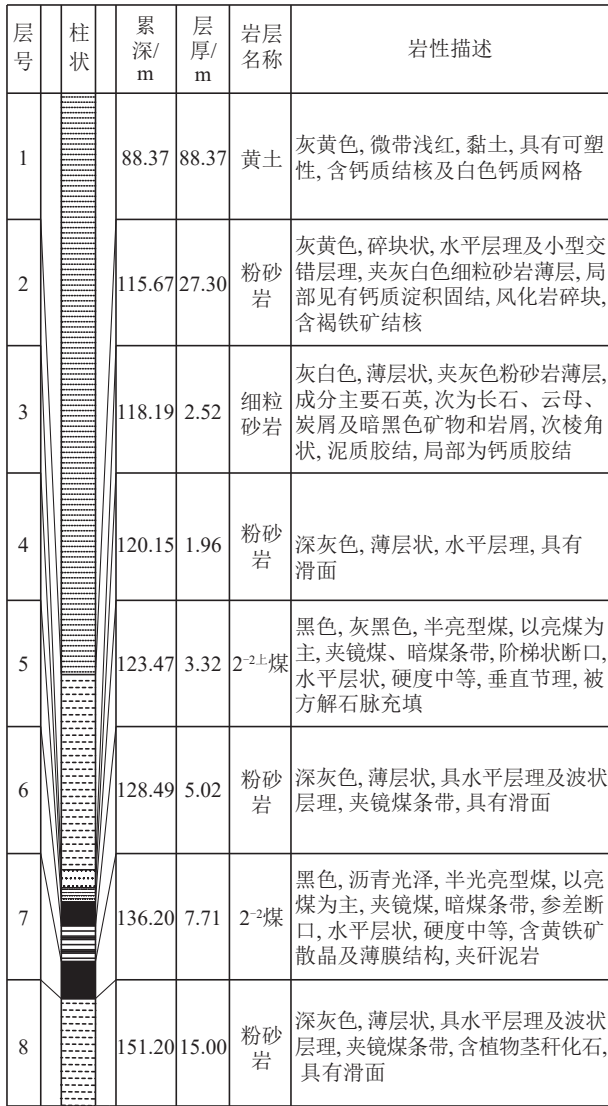 层号 柱状 累深/m 层厚/m 岩层名称 岩性描述
1 88.37 88.37 黄土 灰黄色, 微带浅红, 黏土, 具有可塑
性, 含钙质结核及白色钙质网格
2 115.67 27.30 粉砂岩 灰黄色, 碎块状, 水平层理及小型交
错层理, 夹灰白色细粒砂岩薄层, 局
部见有钙质淀积固结, 风化岩碎块,
含褐铁矿结核
3 118.19 2.52 细粒砂岩 灰白色, 薄层状, 夹灰色粉砂岩薄层,
成分主要石英, 次为长石、云母、
炭屑及暗黑色矿物和岩屑, 次棱角
状, 泥质胶结, 局部为钙质胶结
4 120.15 1.96 粉砂岩 深灰色, 薄层状, 水平层理, 具有
滑面
5 123.47 3.32 2⁻²上煤 黑色, 灰黑色, 半亮型煤, 以亮煤为
主, 夹镜煤、暗煤条带, 阶梯状断口,
水平层状, 硬度中等, 垂直节理, 被
方解石脉充填
6 128.49 5.02 粉砂岩 深灰色, 薄层状, 具水平层理及波状
层理, 夹镜煤条带, 具有滑面
7 136.20 7.71 2⁻²煤 黑色, 沥青光泽, 半光亮型煤, 以亮
煤为主, 夹镜煤, 暗煤条带, 参差断
口, 水平层状, 硬度中等, 含黄铁矿
散晶及薄膜结构, 夹矸泥岩
8 151.20 15.00 粉砂岩 深灰色, 薄层状, 具水平层理及波状
层理, 夹镜煤条带, 含植物茎秆化石,
具有滑面